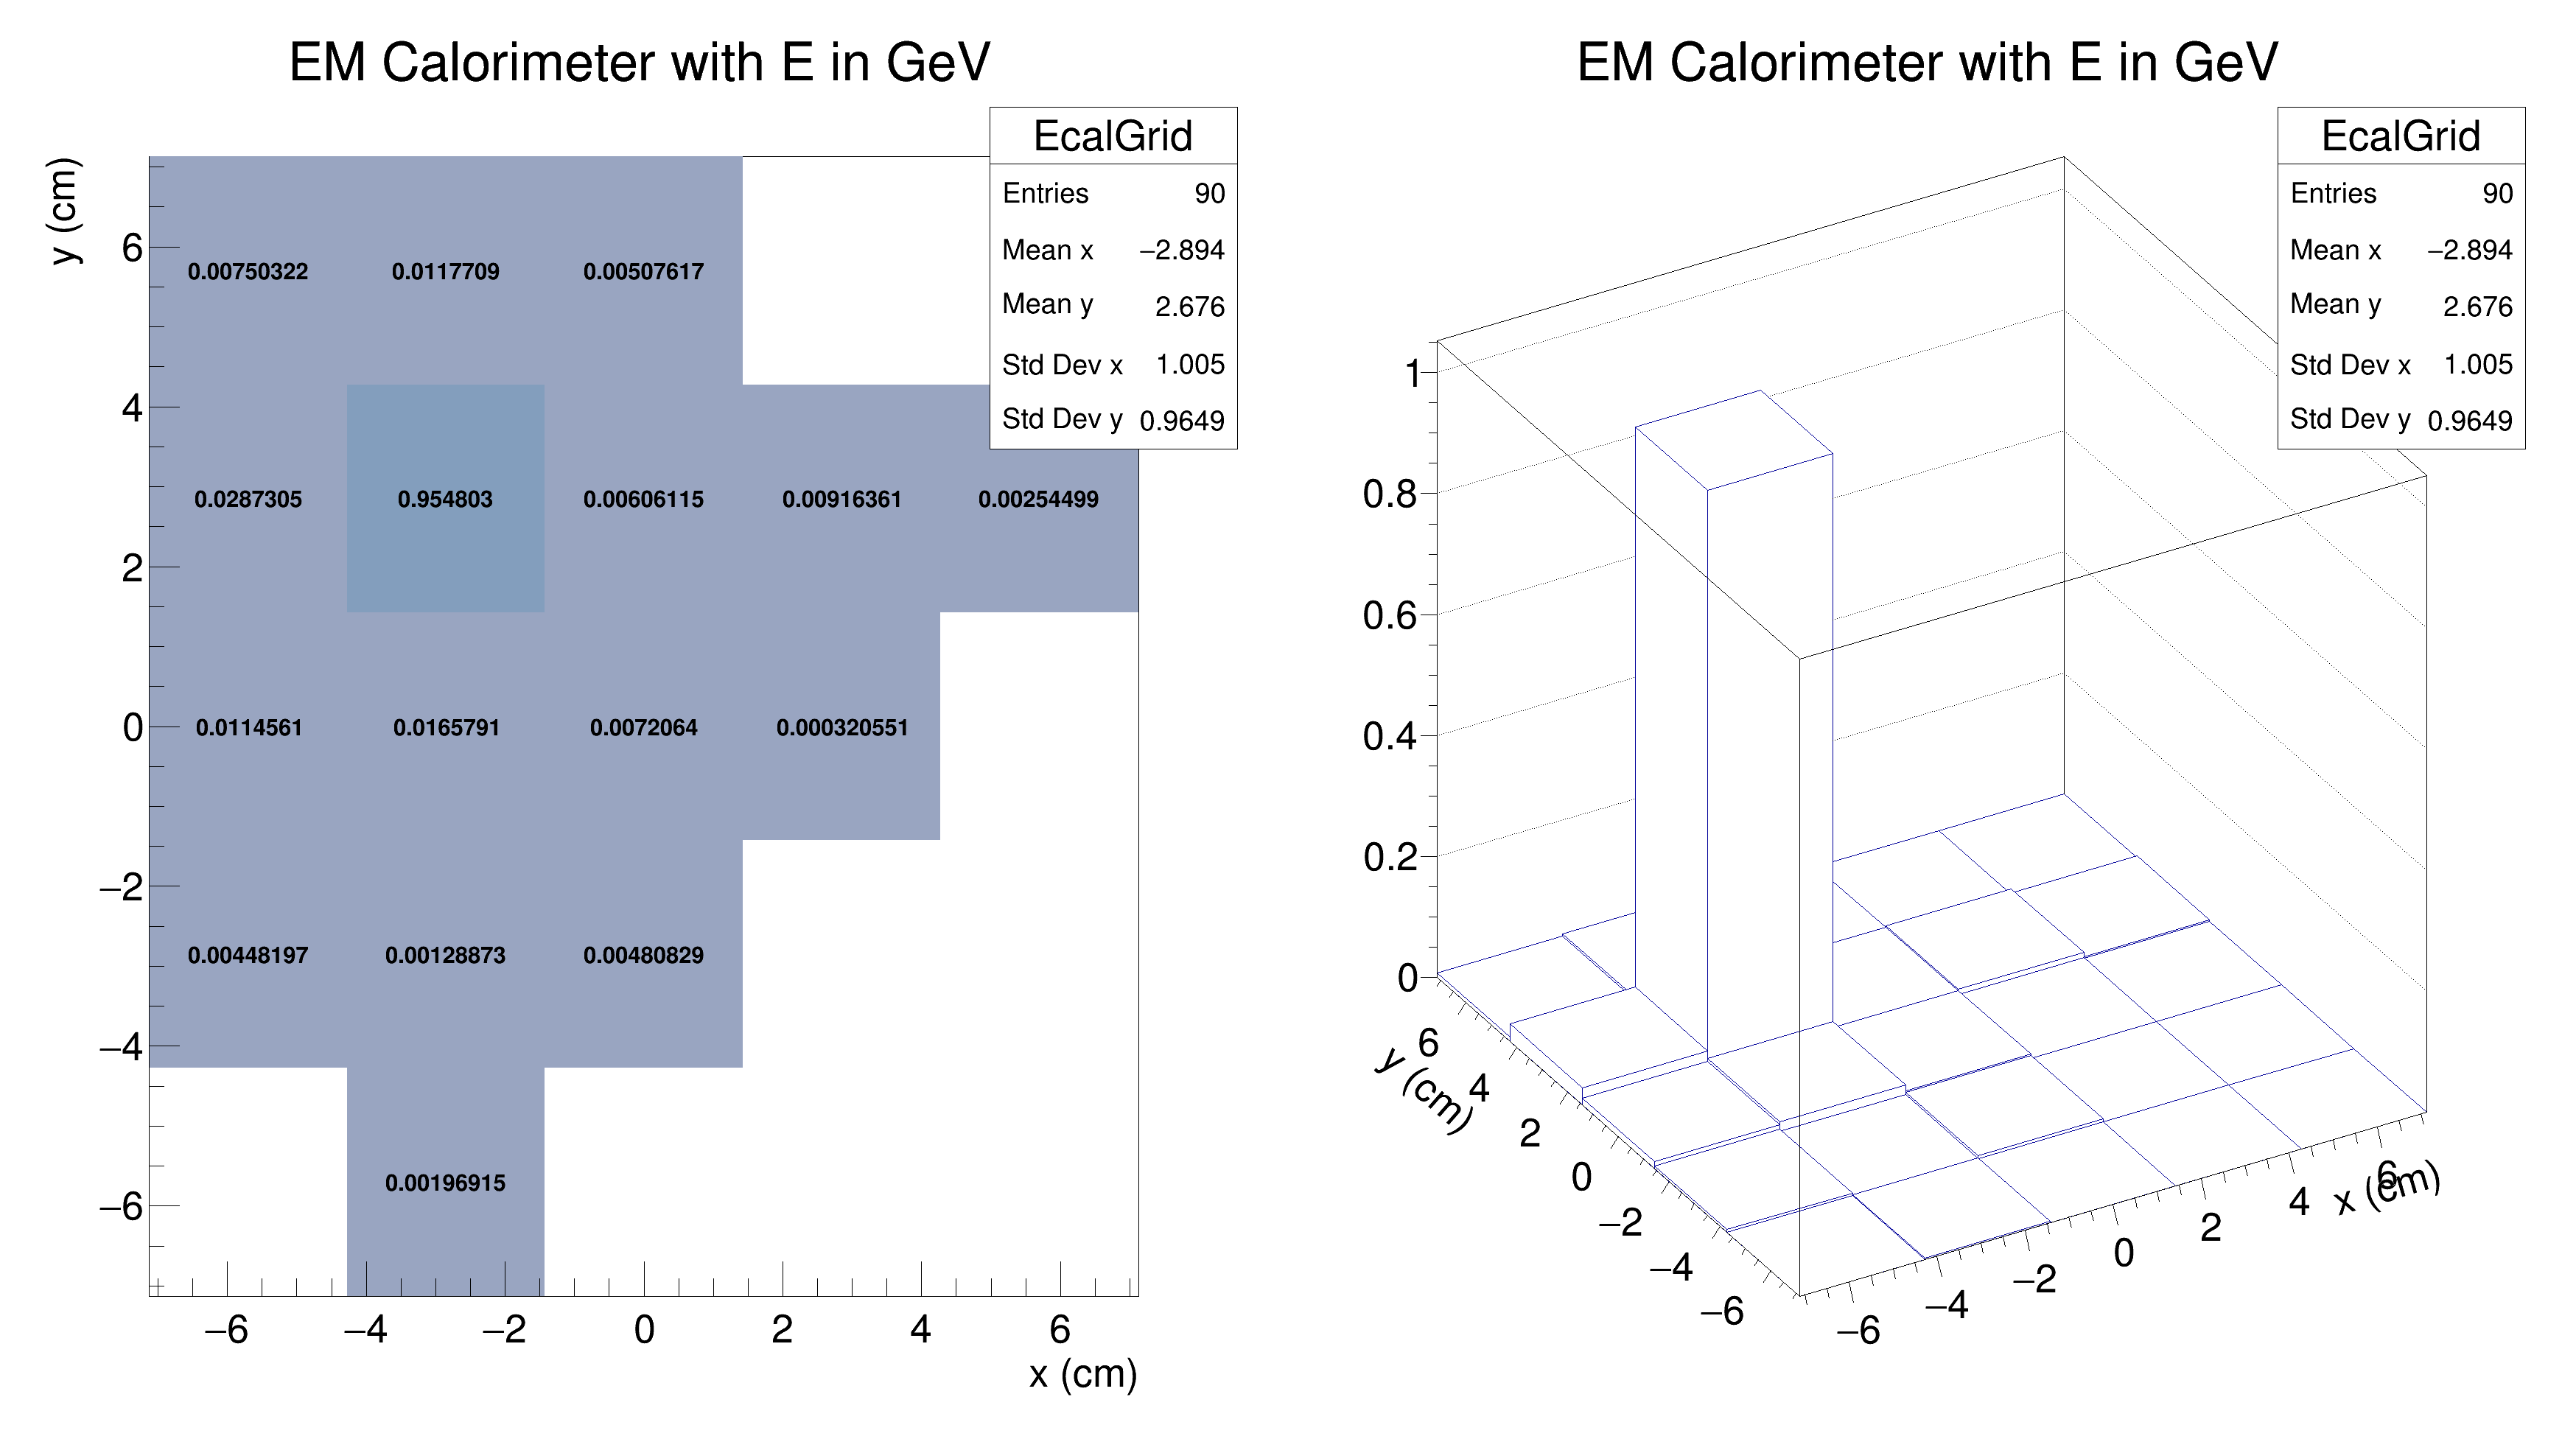 EM Calorimeter with E in GeV
EcalGrid
Entries 90
Mean x −2.894
Mean y 2.676
Std Dev x 1.005
Std Dev y 0.9649
y (cm)
6
4
2
0
−2
−4
−6
0.00750322 0.0117709 0.00507617
0.0287305 0.954803 0.00606115 0.00916361 0.00254499
0.0114561 0.0165791 0.0072064 0.000320551
0.00448197 0.00128873 0.00480829
0.00196915
−6 −4 −2 0 2 4 6
x (cm)
EM Calorimeter with E in GeV
EcalGrid
Entries 90
Mean x −2.894
Mean y 2.676
Std Dev x 1.005
Std Dev y 0.9649
1
0.8
0.6
0.4
0.2
0
y (cm)
6
4
2
0
−2
−4
−6
−6 −4 −2 0 2 4 6
x (cm)